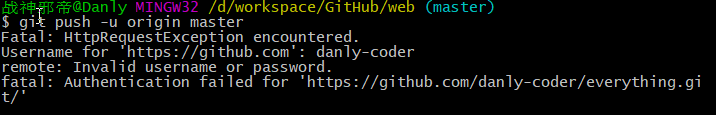 战神邪帝@Danly MINGW32 /d/workspace/GitHub/web (master)
$ git push -u origin master
Fatal: HttpRequestException encountered.
Username for 'https://github.com': danly-coder
remote: Invalid username or password.
fatal: Authentication failed for 'https://github.com/danly-coder/everything.gi
t/'